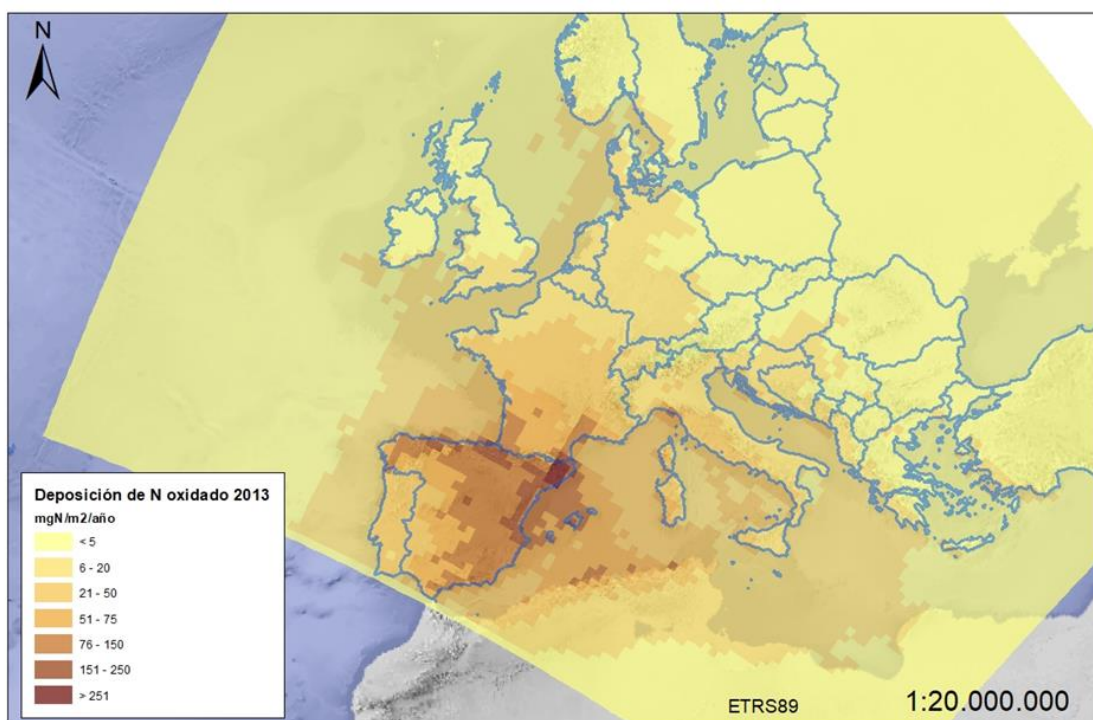 N
Deposición de N oxidado 2013
mgN/m2/año
< 5
6 - 20
21 - 50
51 - 75
76 - 150
151 - 250
> 251
ETRS89
1:20.000.000